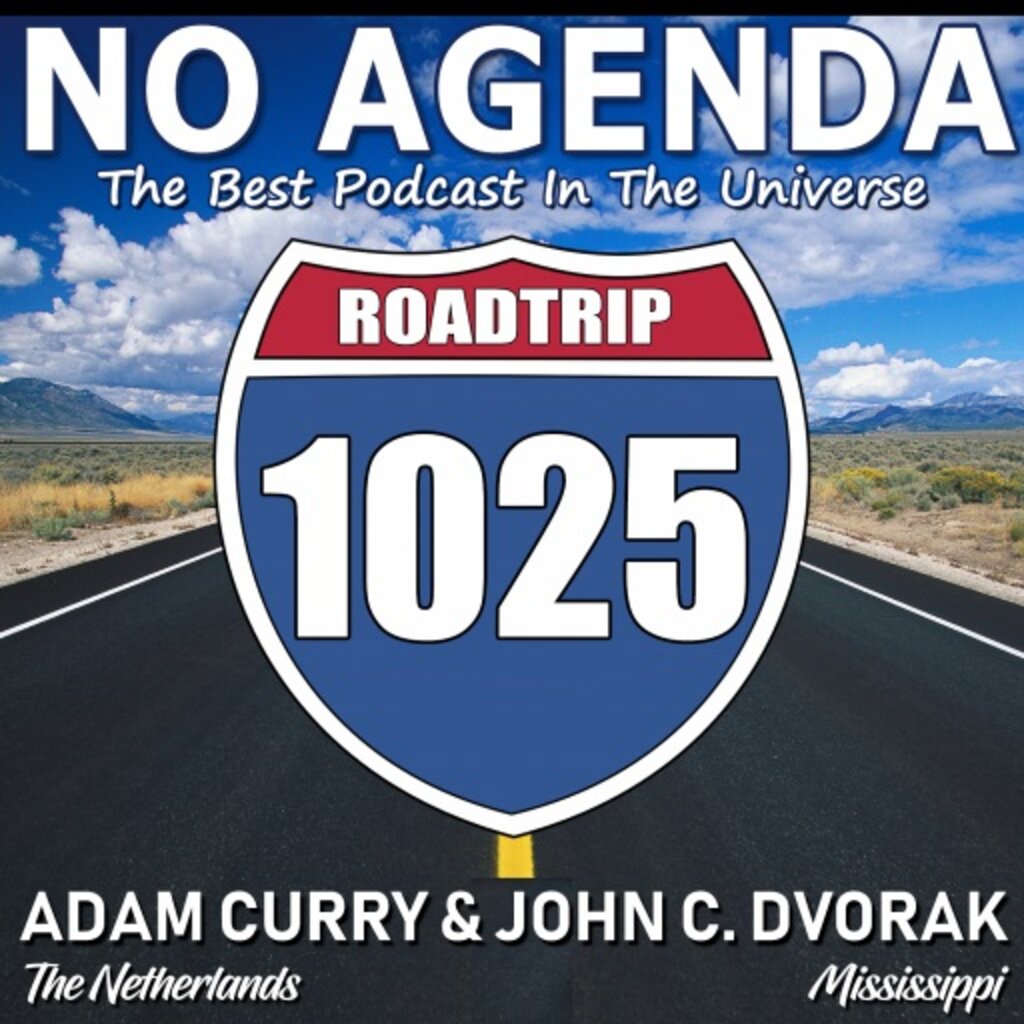 NO AGENDA
The Best Podcast In The Universe
ROADTRIP
1025
ADAM CURRY & JOHN C. DVORAK
The Netherlands Mississippi